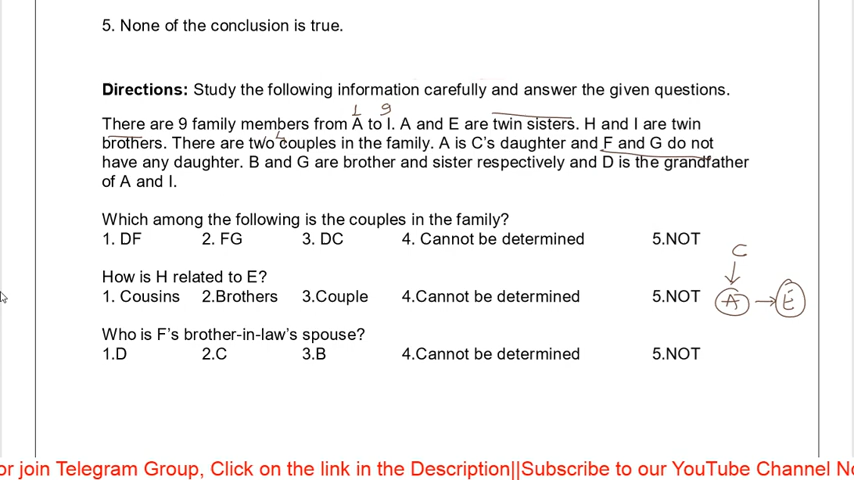 5. None of the conclusion is true.
Directions: Study the following information carefully and answer the given questions.
1 9
There are 9 family members from A to I. A and E are twin sisters. H and I are twin
brothers. There are two couples in the family. A is C's daughter and F and G do not
have any daughter. B and G are brother and sister respectively and D is the grandfather
of A and I.
Which among the following is the couples in the family?
1. DF 2. FG 3. DC 4. Cannot be determined 5.NOT
C
How is H related to E?
1. Cousins 2.Brothers 3.Couple 4.Cannot be determined 5.NOT
A → E
Who is F's brother-in-law's spouse?
1.D 2.C 3.B 4.Cannot be determined 5.NOT
or join Telegram Group, Click on the link in the Description||Subscribe to our YouTube Channel No